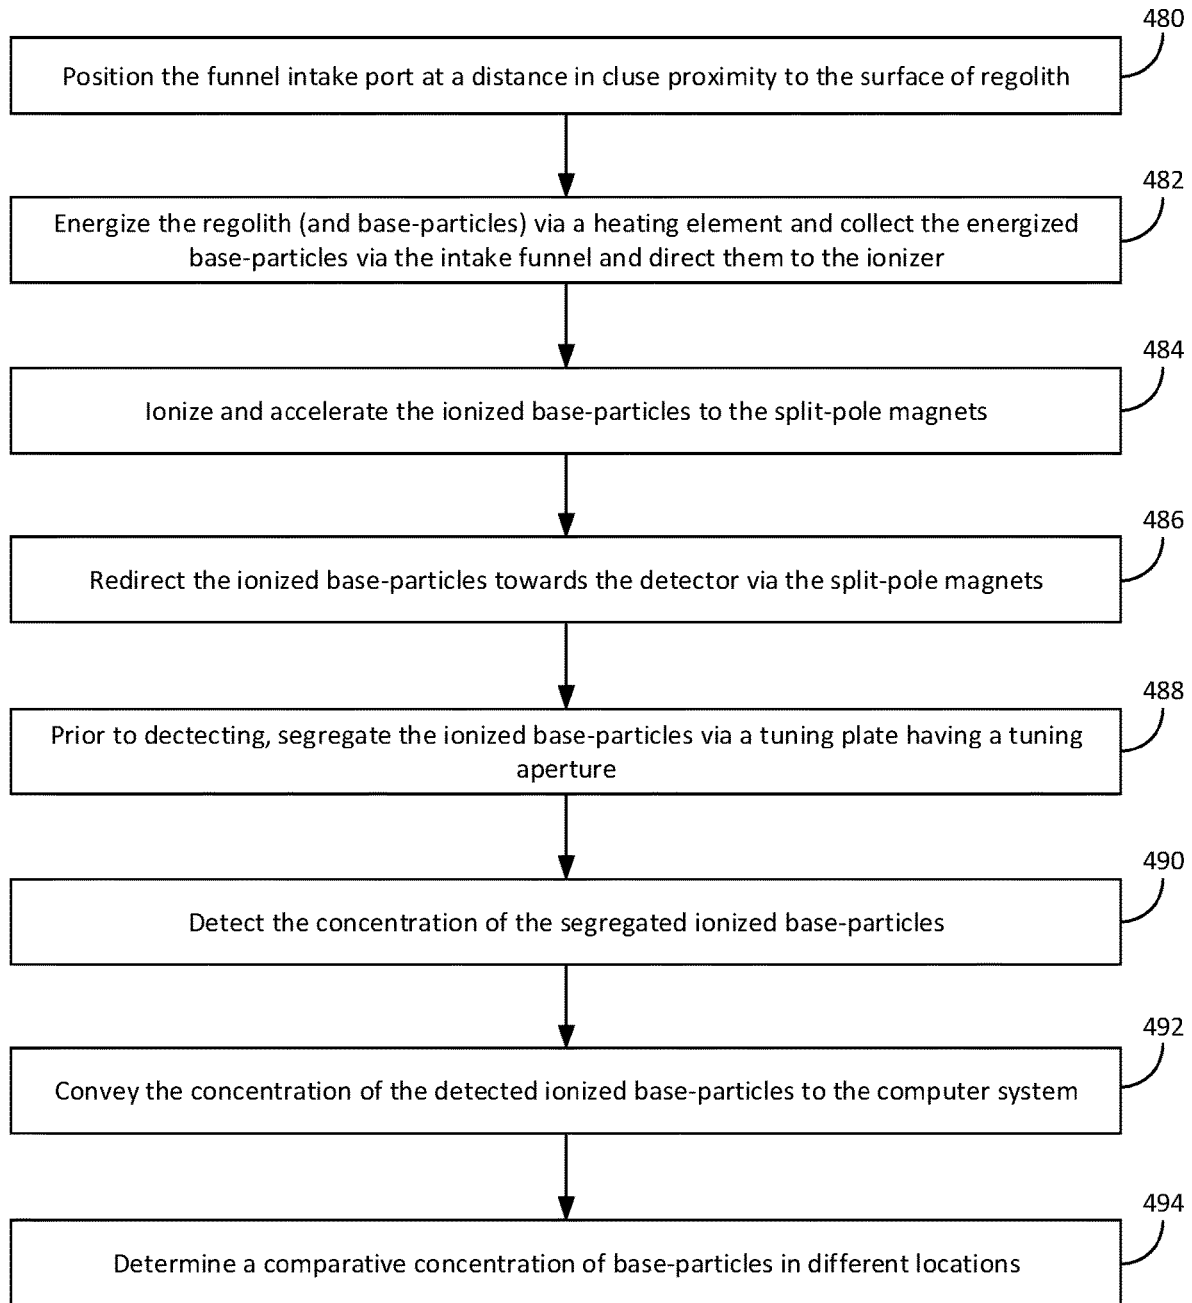 480
Position the funnel intake port at a distance in cluse proximity to the surface of regolith
482
Energize the regolith (and base-particles) via a heating element and collect the energized
base-particles via the intake funnel and direct them to the ionizer
484
Ionize and accelerate the ionized base-particles to the split-pole magnets
486
Redirect the ionized base-particles towards the detector via the split-pole magnets
488
Prior to dectecting, segregate the ionized base-particles via a tuning plate having a tuning
aperture
490
Detect the concentration of the segregated ionized base-particles
492
Convey the concentration of the detected ionized base-particles to the computer system
494
Determine a comparative concentration of base-particles in different locations